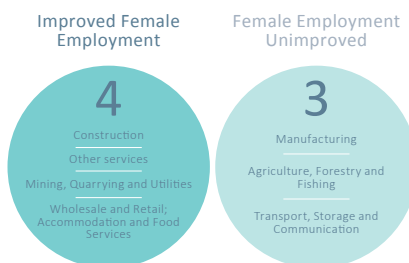 Improved Female
Employment
4
Construction
Other services
Mining, Quarrying and Utilities
Wholesale and Retail;
Accommodation and Food
Services
Female Employment
Unimproved
3
Manufacturing
Agriculture, Forestry and
Fishing
Transport, Storage and
Communication